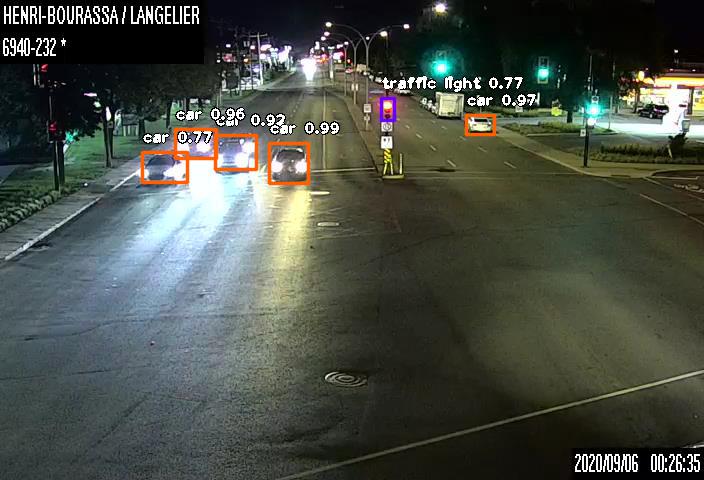 HENRI-BOURASSA / LANGELIER
6940-232 *
traffic light 0.77
car 0.97
car 0.96
car 0.92
car 0.99
car 0.77
2020/09/06 00:26:35